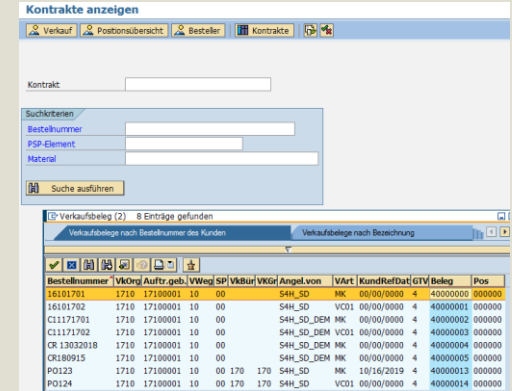 Kontrakte anzeigen
Verkauf Positionsübersicht Besteller Kontrakte
Kontrakt
Suchkriterien
Bestellnummer
PSP-Element
Material
Suche ausführen
Verkaufsbeleg (2) 8 Einträge gefunden
Verkaufsbelege nach Bestellnummer des Kunden Verkaufsbelege nach Bezeichnung
Bestellnummer VkOrg Auftr.geb. VWeg SP VkBür VKGr Angel.von VArt KundRefDat GTV Beleg Pos
16101701 1710 17100001 10 00 S4H_SD MK 00/00/0000 4 40000000 000000
16101702 1710 17100001 10 00 S4H_SD VC01 00/00/0000 4 40000001 000000
C11171701 1710 17100001 10 00 S4H_SD_DEM MK 00/00/0000 4 40000002 000000
C11171702 1710 17100001 10 00 S4H_SD_DEM VC01 00/00/0000 4 40000003 000000
CR 13032018 1710 17100001 10 00 S4H_SD_DEM MK 00/00/0000 4 40000004 000000
CR180915 1710 17100001 10 00 S4H_SD_DEM MK 00/00/0000 4 40000005 000000
PO123 1710 17100001 10 00 170 170 S4H_SD MK 10/16/2019 4 40000013 000000
PO124 1710 17100001 10 00 170 170 S4H_SD VC01 00/00/0000 4 40000014 000000